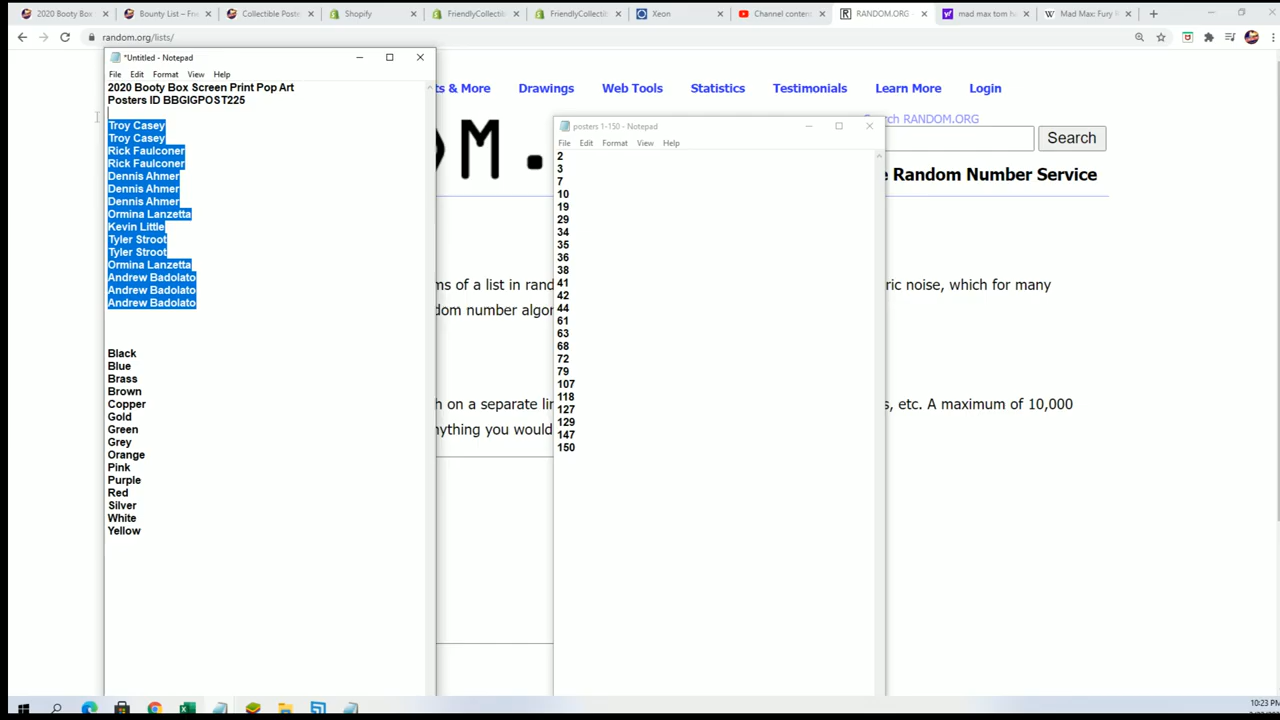 2020 Booty Box
Bounty List – Frie
Collectible Poste
Shopify
FriendlyCollectib
FriendlyCollectib
Xeon
Channel content
RANDOM.ORG -
mad max tom ha
Mad Max: Fury R
random.org/lists/
*Untitled - Notepad
File Edit Format View Help
2020 Booty Box Screen Print Pop Art
Posters ID BBGIGPOST225
Troy Casey
Troy Casey
Rick Faulconer
Rick Faulconer
Dennis Ahmer
Dennis Ahmer
Dennis Ahmer
Ormina Lanzetta
Kevin Little
Tyler Stroot
Tyler Stroot
Ormina Lanzetta
Andrew Badolato
Andrew Badolato
Andrew Badolato
Black
Blue
Brass
Brown
Copper
Gold
Green
Grey
Orange
Pink
Purple
Red
Silver
White
Yellow
ts & More Drawings Web Tools Statistics Testimonials Learn More Login
rch RANDOM.ORG
Search
OM.
e Random Number Service
posters 1-150 - Notepad
File Edit Format View Help
2
3
7
10
19
29
34
35
36
38
41
42
44
61
63
68
72
79
107
118
127
129
147
150
ms of a list in rand
eric noise, which for many
dom number algor
h on a separate lin
s, etc. A maximum of 10,000
nything you would
10:23 PM